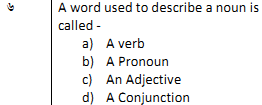 A word used to describe a noun is
called -
a) A verb
b) A Pronoun
c) An Adjective
d) A Conjunction